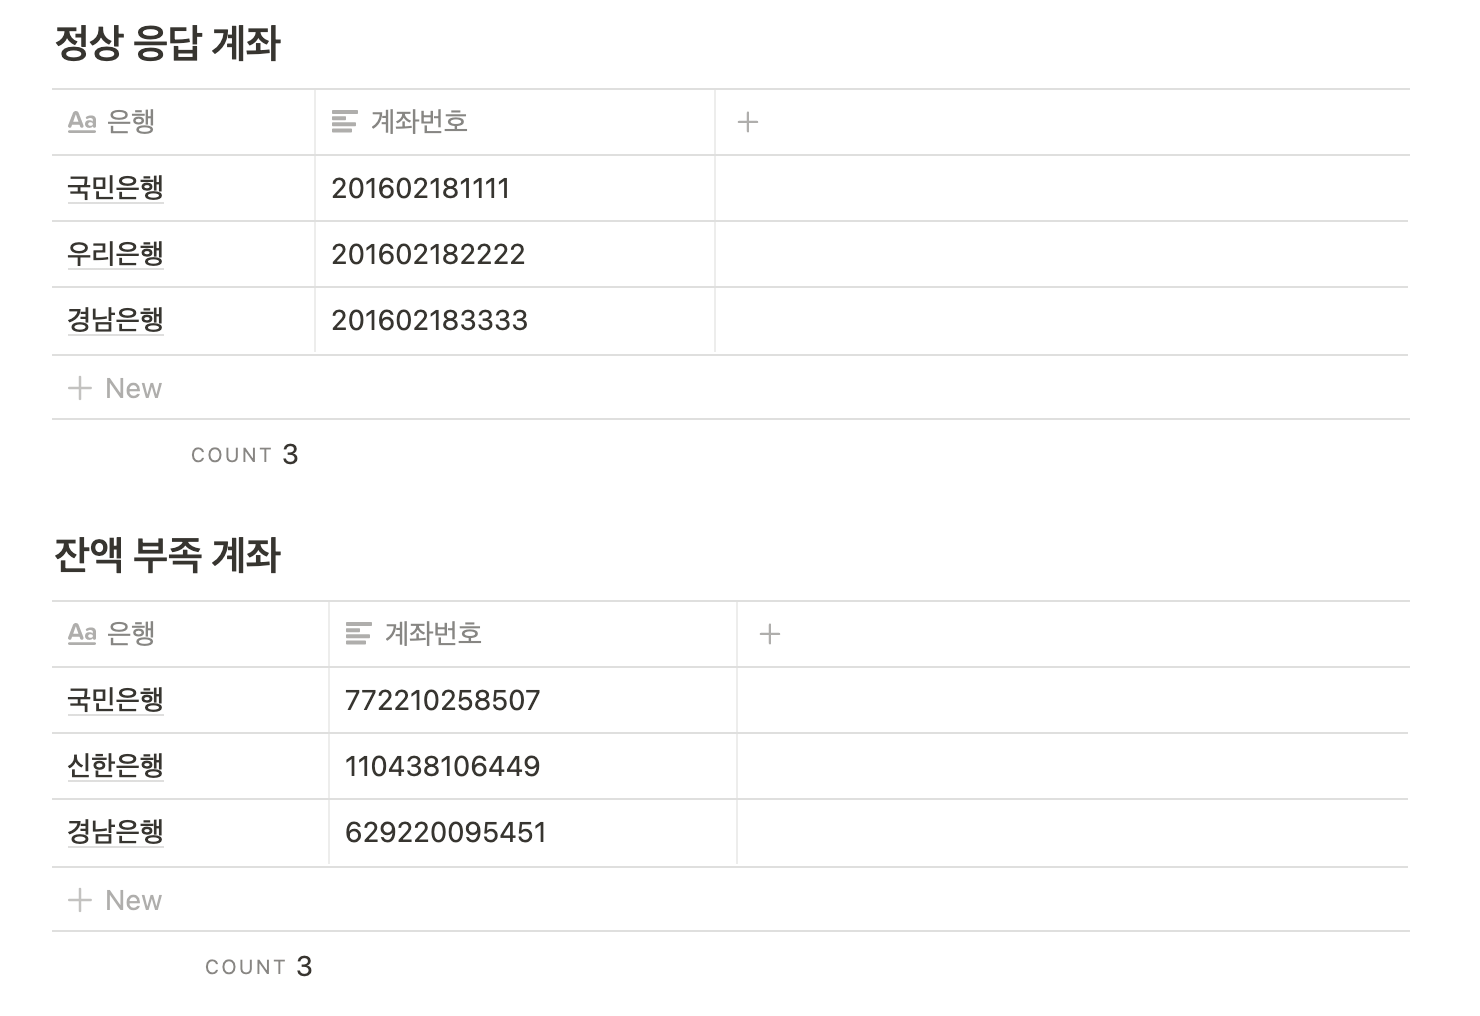 정상 응답 계좌
Aa 은행 계좌번호 +
국민은행 201602181111
우리은행 201602182222
경남은행 201602183333
+ New
COUNT 3
잔액 부족 계좌
Aa 은행 계좌번호 +
국민은행 772210258507
신한은행 110438106449
경남은행 629220095451
+ New
COUNT 3